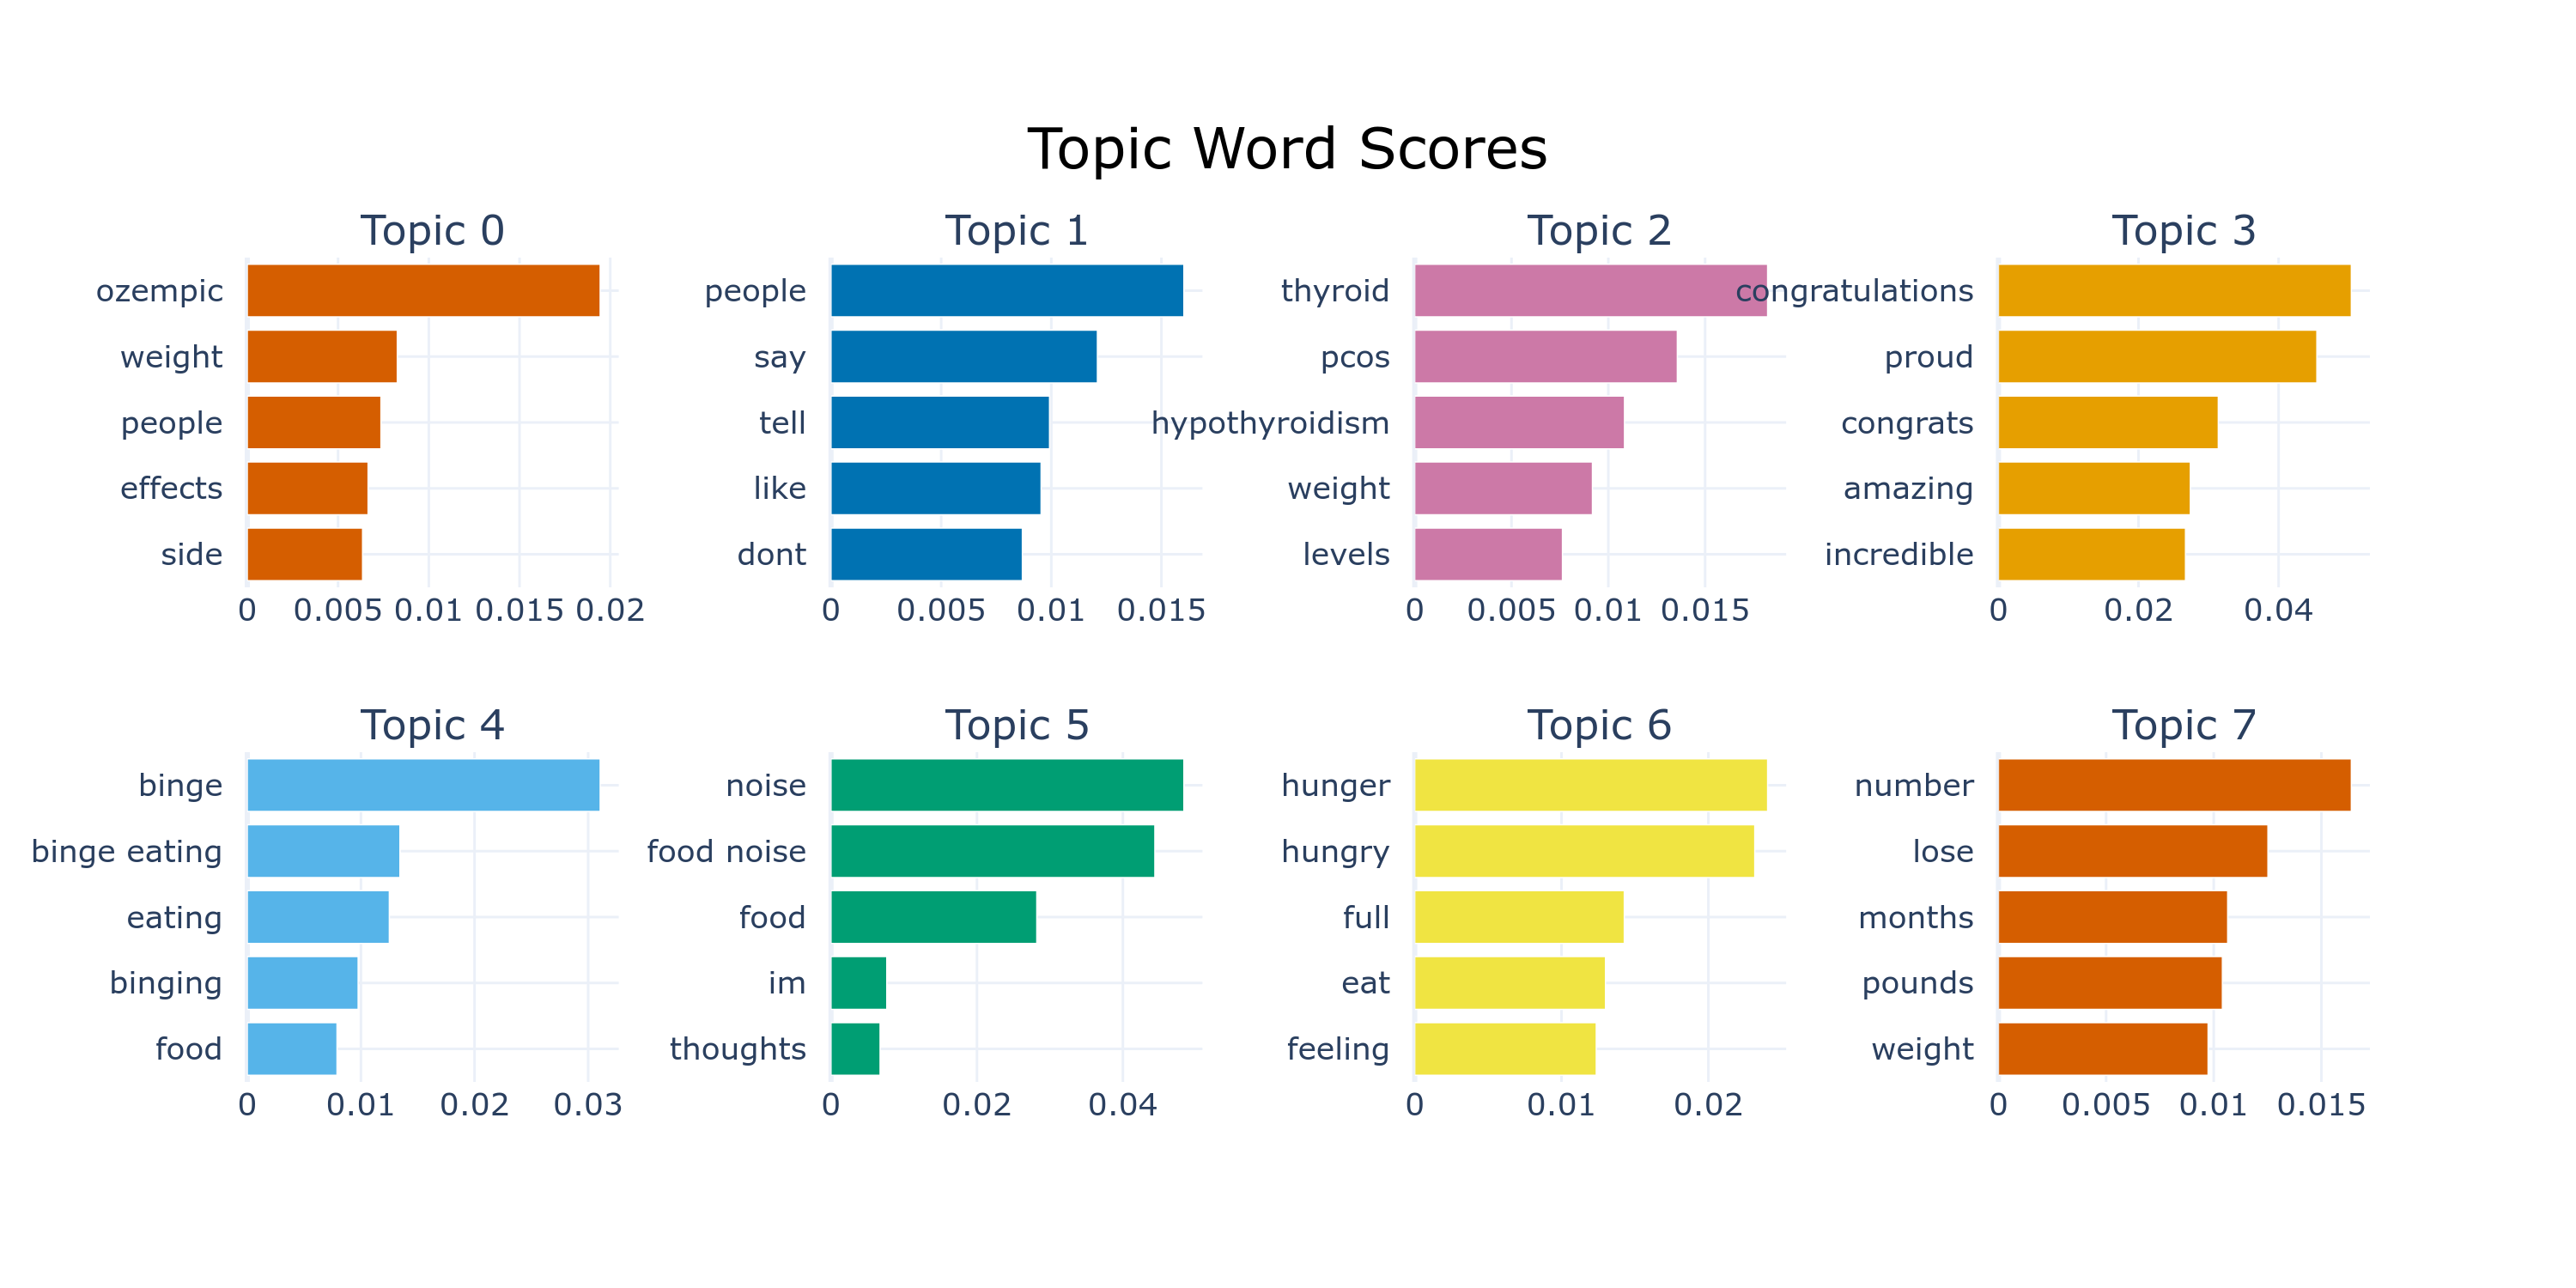 Topic Word Scores
Topic 0
ozempic
weight
people
effects
side
0 0.005 0.01 0.015 0.02
Topic 1
people
say
tell
like
dont
0 0.005 0.01 0.015
Topic 2
thyroid
pcos
hypothyroidism
weight
levels
0 0.005 0.01 0.015
Topic 3
congratulations
proud
congrats
amazing
incredible
0 0.02 0.04
Topic 4
binge
binge eating
eating
binging
food
0 0.01 0.02 0.03
Topic 5
noise
food noise
food
im
thoughts
0 0.02 0.04
Topic 6
hunger
hungry
full
eat
feeling
0 0.01 0.02
Topic 7
number
lose
months
pounds
weight
0 0.005 0.01 0.015